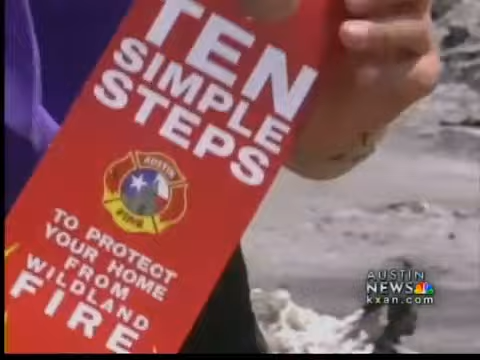 TEN
SIMPLE
STEPS
AUSTIN
FIRE
TO PROTECT
YOUR HOME
FROM
WILDLAND
FIRE
AUSTIN
NEWS
kxan.com